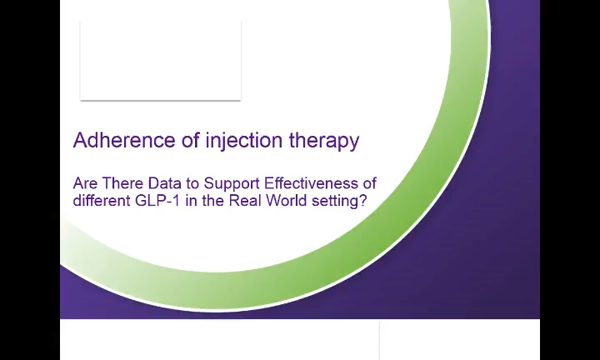 Adherence of injection therapy
Are There Data to Support Effectiveness of
different GLP-1 in the Real World setting?